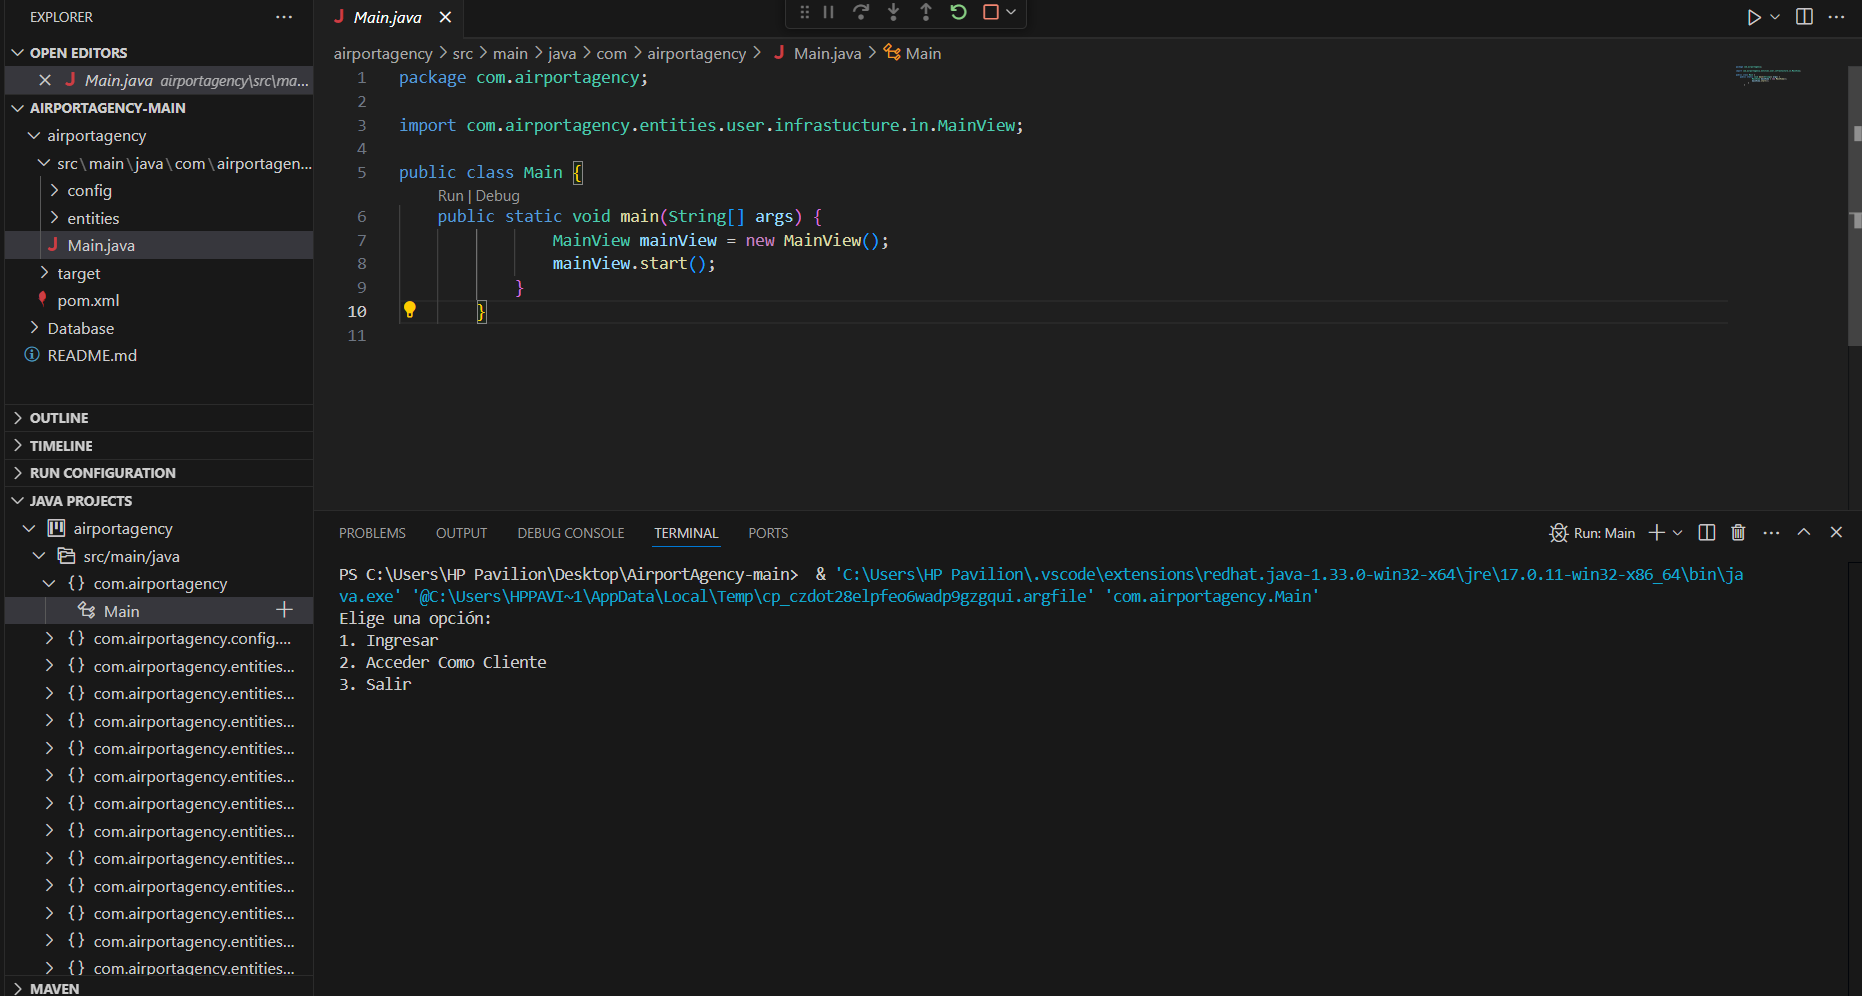 EXPLORER
OPEN EDITORS
Main.java airportagency\src\ma...
AIRPORTAGENCY-MAIN
airportagency
src\main\java\com\airportagen...
config
entities
Main.java
target
pom.xml
Database
README.md
OUTLINE
TIMELINE
RUN CONFIGURATION
JAVA PROJECTS
airportagency
src/main/java
{} com.airportagency
Main
{} com.airportagency.config....
{} com.airportagency.entities...
{} com.airportagency.entities...
{} com.airportagency.entities...
{} com.airportagency.entities...
{} com.airportagency.entities...
{} com.airportagency.entities...
{} com.airportagency.entities...
{} com.airportagency.entities...
{} com.airportagency.entities...
{} com.airportagency.entities...
{} com.airportagency.entities...
{} com.airportagency.entities...
MAVEN
Main.java
airportagency > src > main > java > com > airportagency > Main.java > Main
1 package com.airportagency;
2
3 import com.airportagency.entities.user.infrastucture.in.MainView;
4
5 public class Main {
Run | Debug
6 public static void main(String[] args) {
7 MainView mainView = new MainView();
8 mainView.start();
9 }
10 }
11
PROBLEMS OUTPUT DEBUG CONSOLE TERMINAL PORTS
Run: Main
PS C:\Users\HP Pavilion\Desktop\AirportAgency-main> & 'C:\Users\HP Pavilion\.vscode\extensions\redhat.java-1.33.0-win32-x64\jre\17.0.11-win32-x86_64\bin\ja
va.exe' '@C:\Users\HPPAVI~1\AppData\Local\Temp\cp_czdot28elpfeo6wadp9gzgqui.argfile' 'com.airportagency.Main'
Elige una opción:
1. Ingresar
2. Acceder Como Cliente
3. Salir